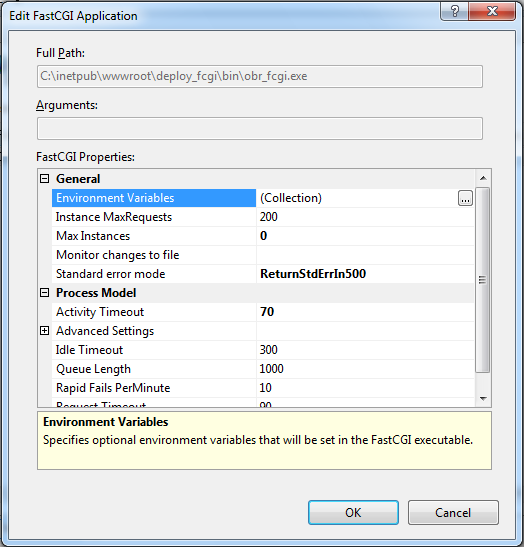 Edit FastCGI Application
Full Path:
C:\inetpub\wwwroot\deploy_fcgi\bin\obr_fcgi.exe
Arguments:
FastCGI Properties:
General
Environment Variables (Collection) ...
Instance MaxRequests 200
Max Instances 0
Monitor changes to file
Standard error mode ReturnStdErrIn500
Process Model
Activity Timeout 70
Advanced Settings
Idle Timeout 300
Queue Length 1000
Rapid Fails PerMinute 10
Request Timeout 90
Environment Variables
Specifies optional environment variables that will be set in the FastCGI executable.
OK Cancel